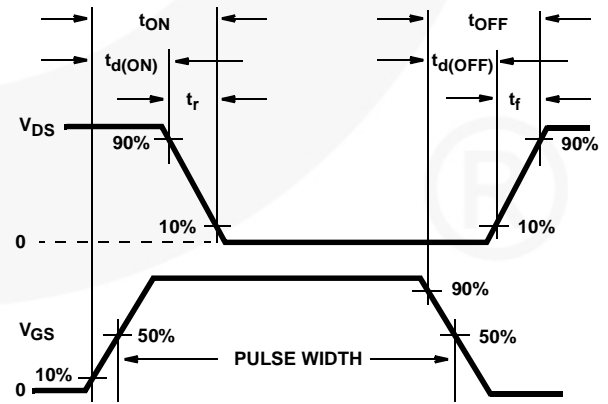 tON tOFF
td(ON) td(OFF)
tr tf
VDS
90% 90%
10% 10%
0
90%
VGS 50% 50%
PULSE WIDTH
10%
0
R